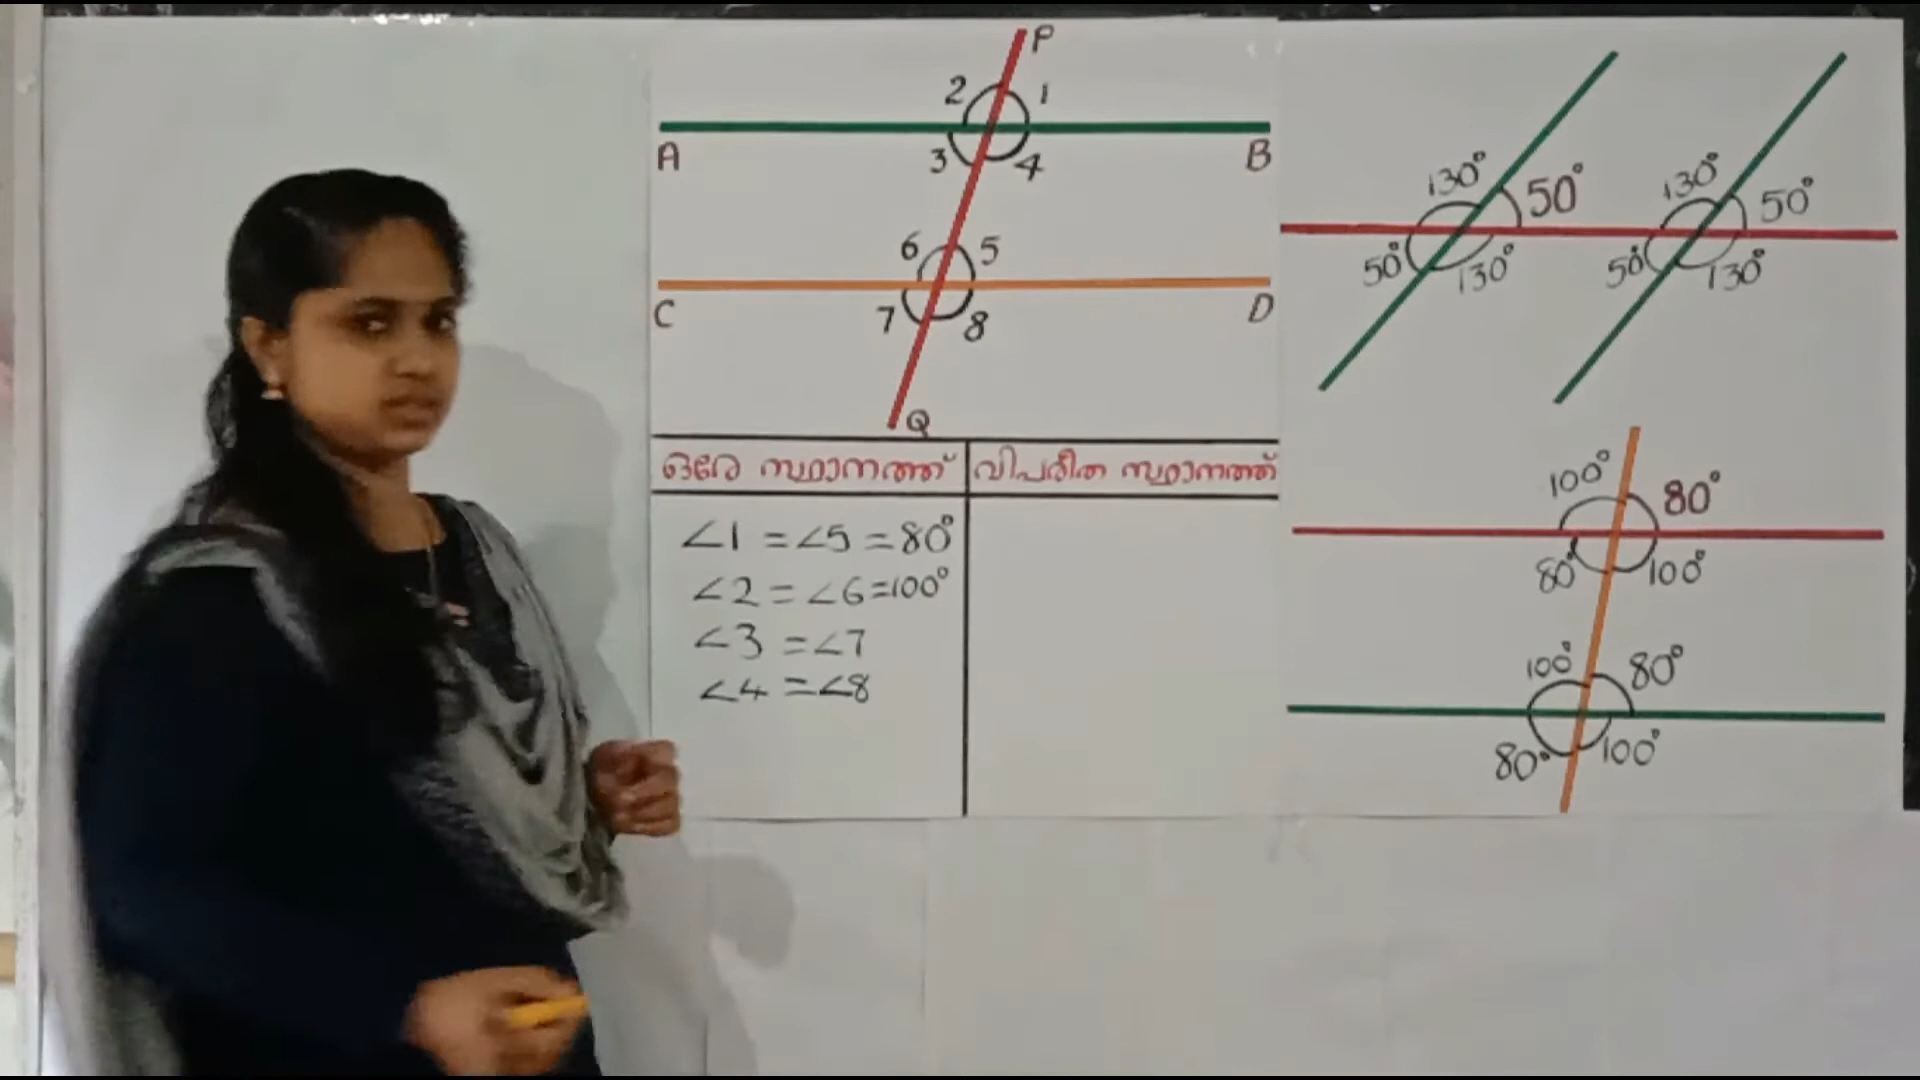 P
2 1
A B
3 4
6 5
C D
7 8
Q
ഒരേ സ്ഥാനത്ത് വിപരീത സ്ഥാനത്ത്
∠1 = ∠5 = 80°
∠2 = ∠6 = 100°
∠3 = ∠7
∠4 = ∠8
130° 50° 130° 50°
50° 130° 50° 130°
100° 80°
80° 100°
100° 80°
80° 100°